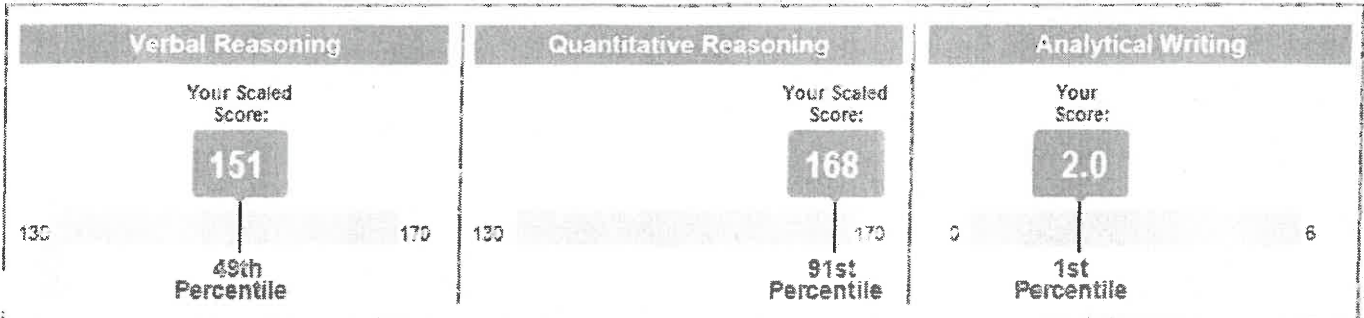 Verbal Reasoning
Your Scaled
Score:
151
130 170
49th
Percentile
Quantitative Reasoning
Your Scaled
Score:
168
130 170
91st
Percentile
Analytical Writing
Your
Score:
2.0
0 6
1st
Percentile